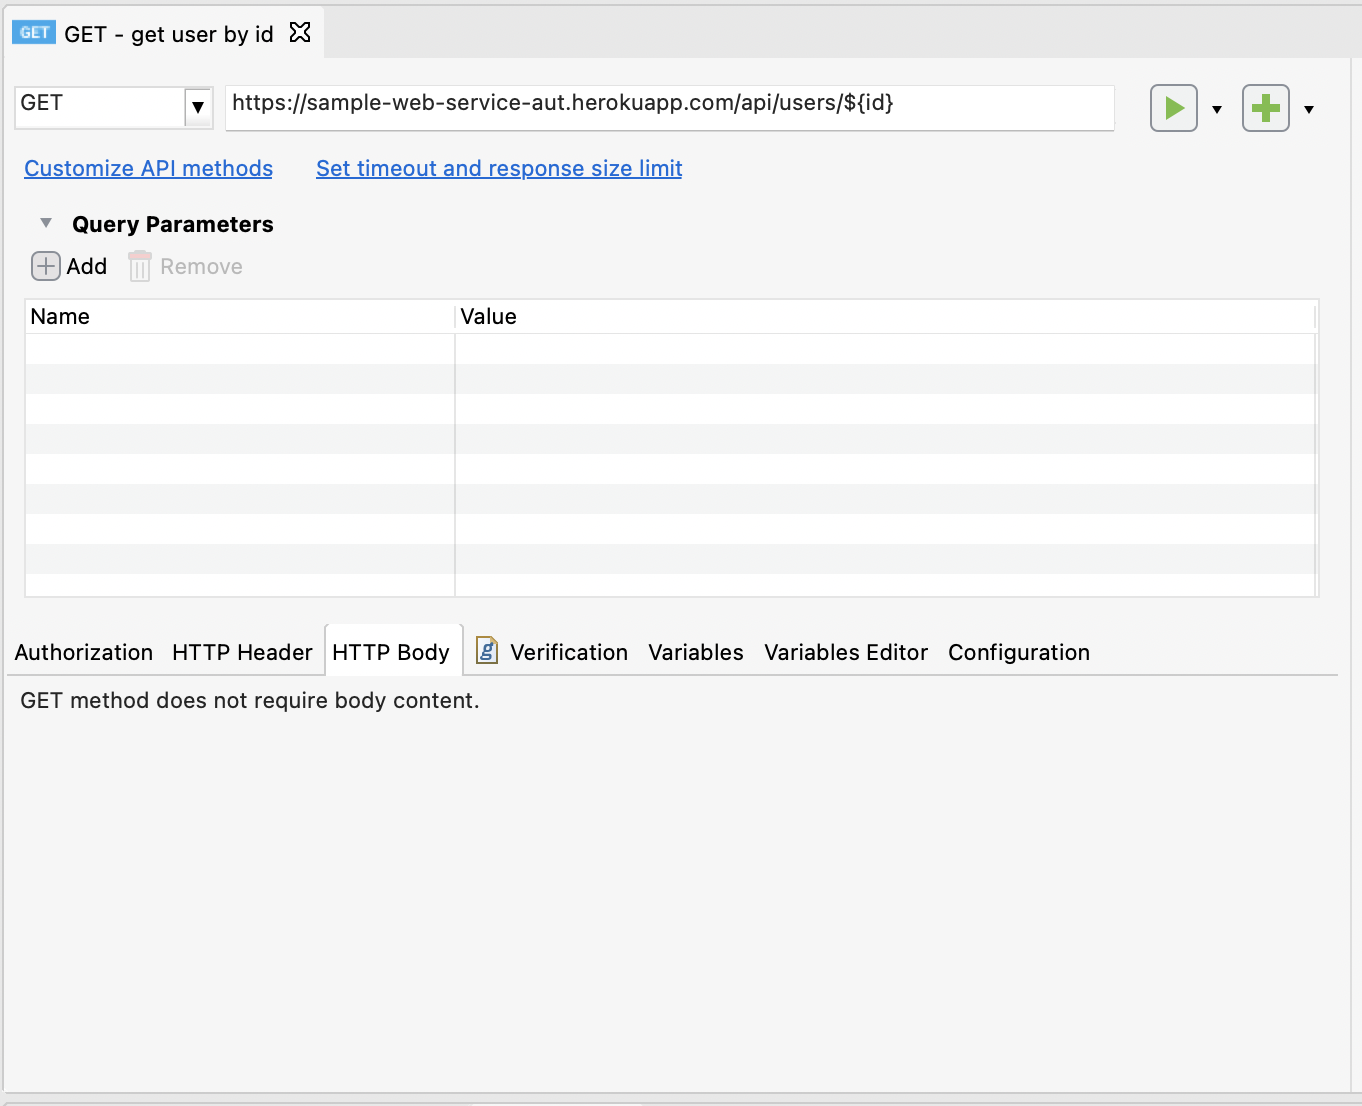 GET GET - get user by id
GET https://sample-web-service-aut.herokuapp.com/api/users/${id}
Customize API methods Set timeout and response size limit
Query Parameters
Add Remove
Name Value
Authorization HTTP Header HTTP Body Verification Variables Variables Editor Configuration
GET method does not require body content.